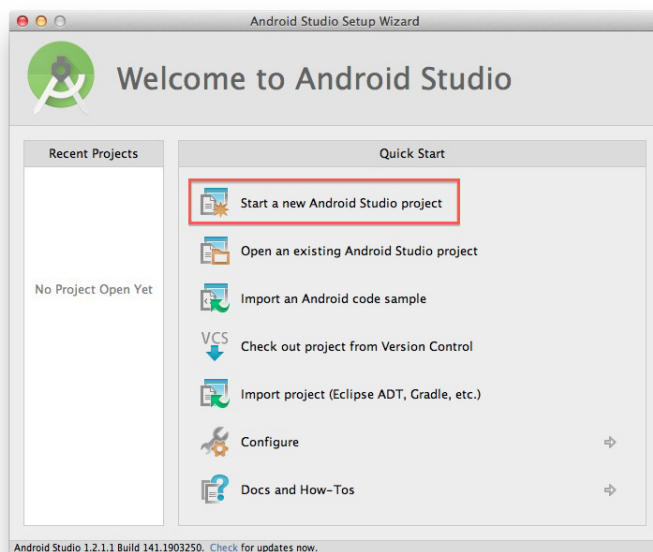 Android Studio Setup Wizard
Welcome to Android Studio
Recent Projects
No Project Open Yet
Quick Start
Start a new Android Studio project
Open an existing Android Studio project
Import an Android code sample
VCS
Check out project from Version Control
Import project (Eclipse ADT, Gradle, etc.)
Configure
Docs and How-Tos
Android Studio 1.2.1.1 Build 141.1903250. Check for updates now.